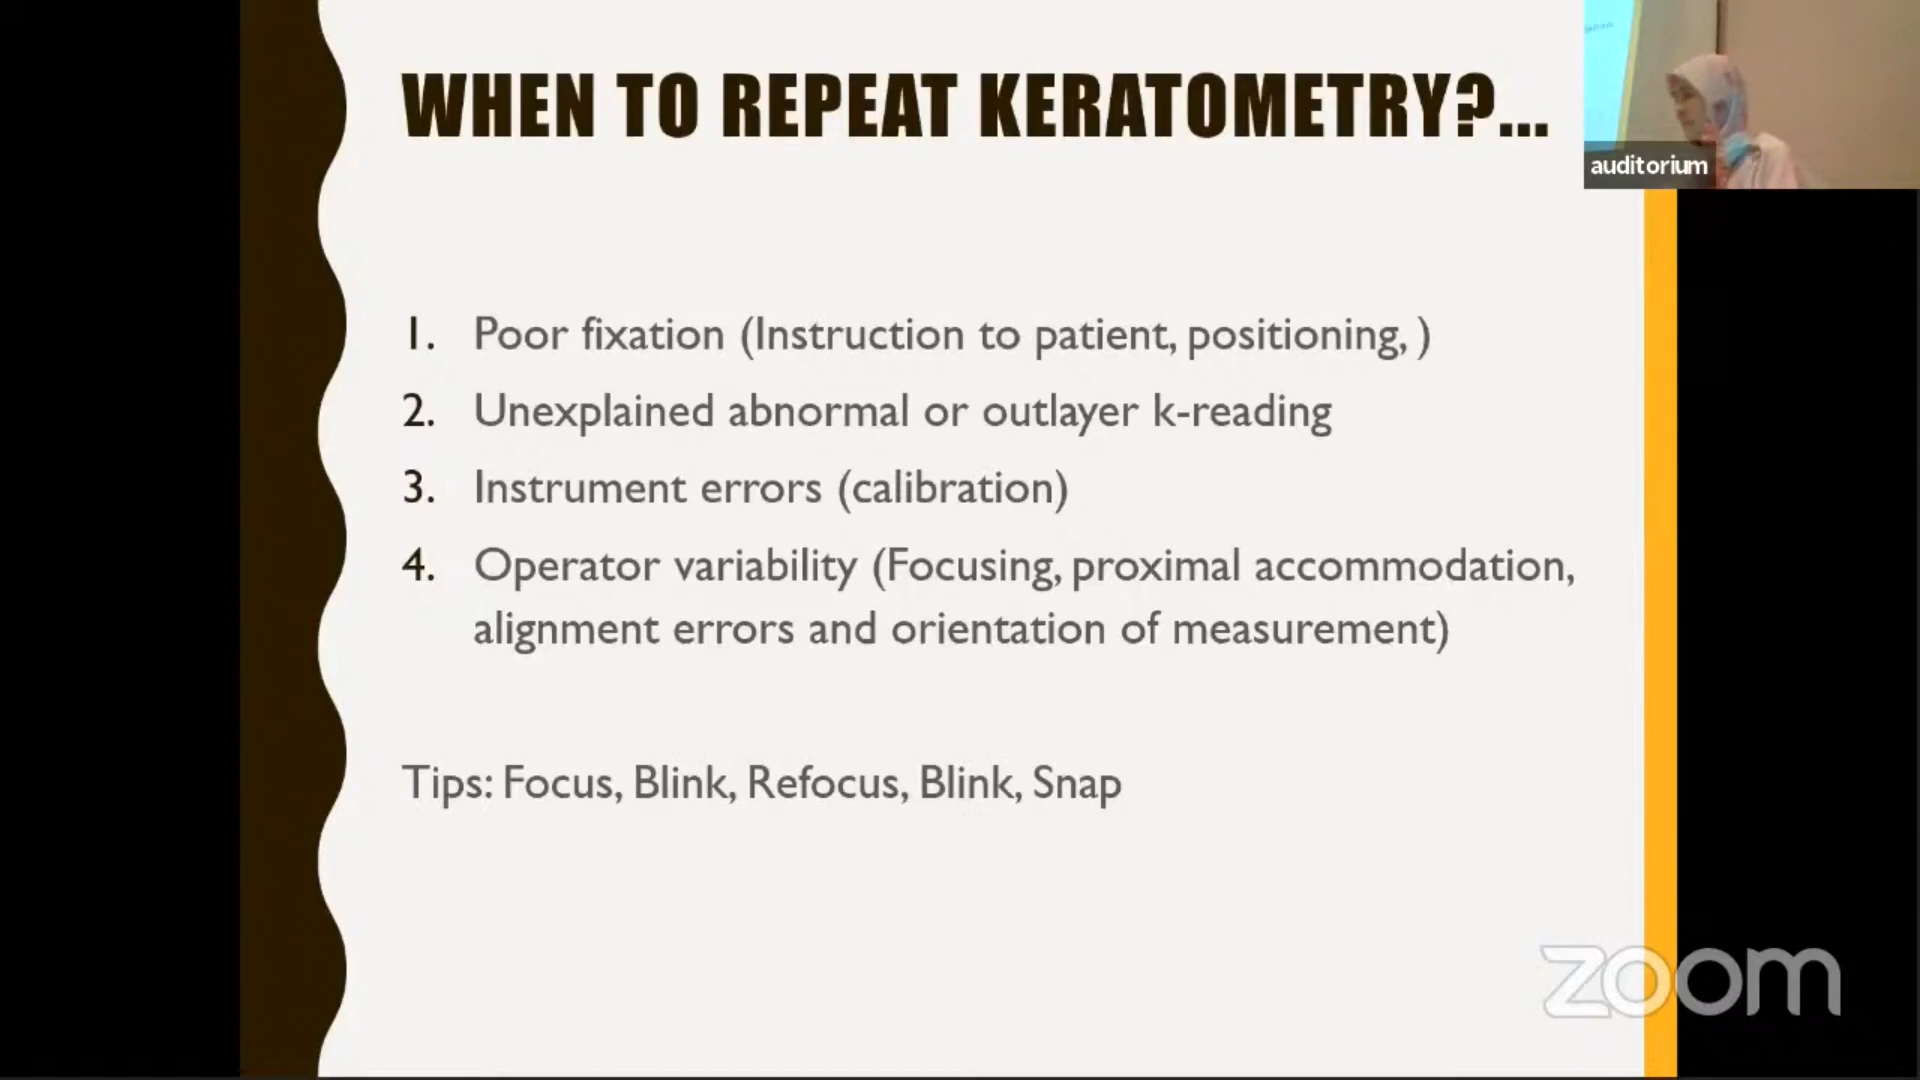 WHEN TO REPEAT KERATOMETRY?...
auditorium
1. Poor fixation (Instruction to patient, positioning, )
2. Unexplained abnormal or outlayer k-reading
3. Instrument errors (calibration)
4. Operator variability (Focusing, proximal accommodation,
alignment errors and orientation of measurement)
Tips: Focus, Blink, Refocus, Blink, Snap
zoom